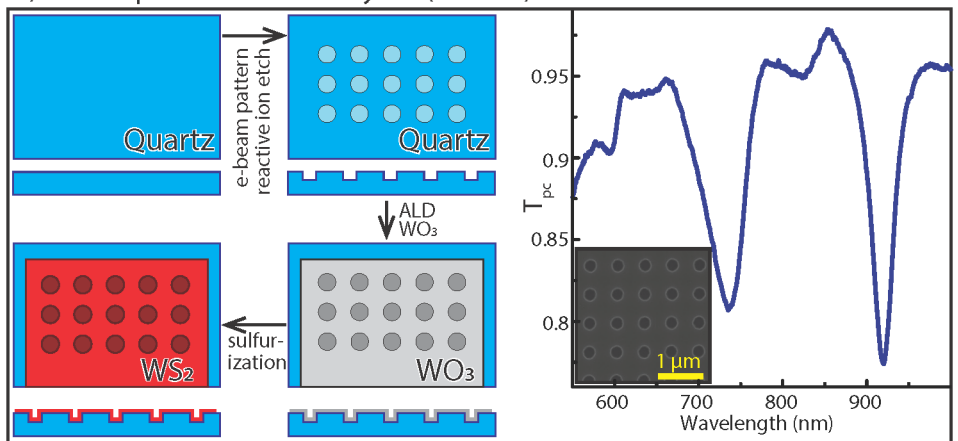 Quartz
e-beam pattern
reactive ion etch
Quartz
ALD
WO₃
WS₂
sulfur-
ization
WO₃
T_pc
0.95
0.9
0.85
0.8
1 μm
600 700 800 900
Wavelength (nm)